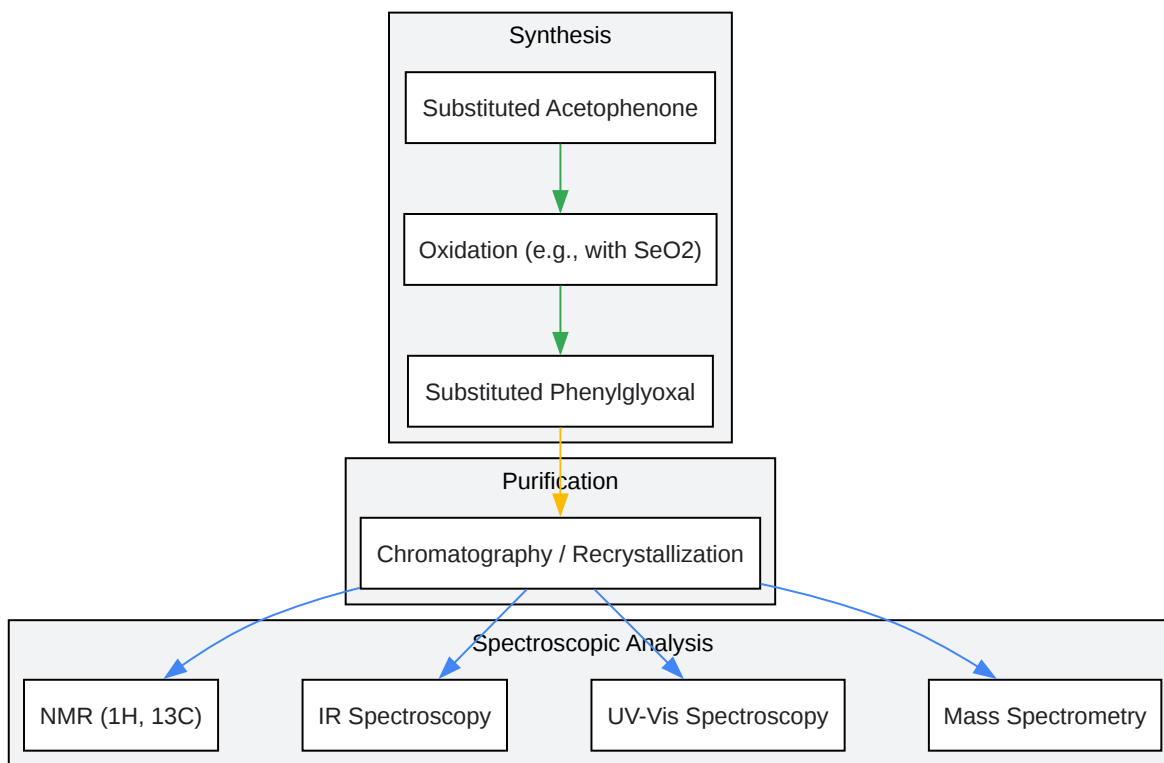 Synthesis
Substituted Acetophenone
Oxidation (e.g., with SeO2)
Substituted Phenylglyoxal
Purification
Chromatography / Recrystallization
Spectroscopic Analysis
NMR (1H, 13C)
IR Spectroscopy
UV-Vis Spectroscopy
Mass Spectrometry